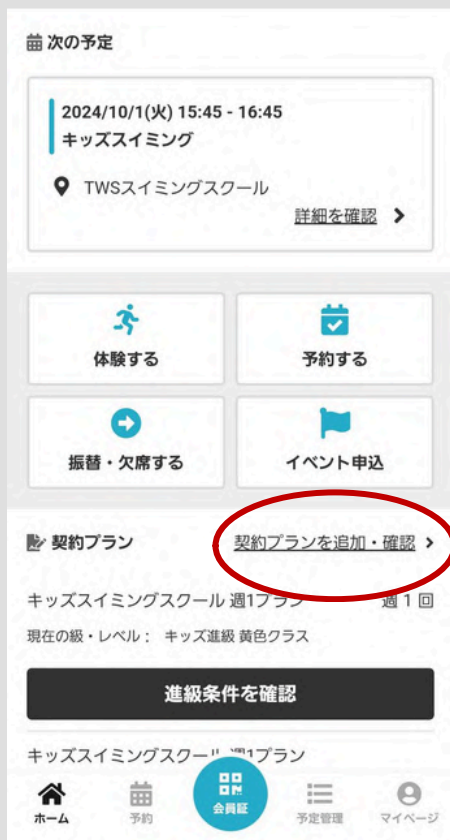 次の予定
2024/10/1(火) 15:45 - 16:45
キッズスイミング
TWSスイミングスクール
詳細を確認
体験する
予約する
振替・欠席する
イベント申込
契約プラン
契約プランを追加・確認
キッズスイミングスクール 週1プラン 週 1 回
現在の級・レベル： キッズ進級 黄色クラス
進級条件を確認
キッズスイミングスクール 週1プラン
ホーム
予約
会員証
予定管理
マイページ